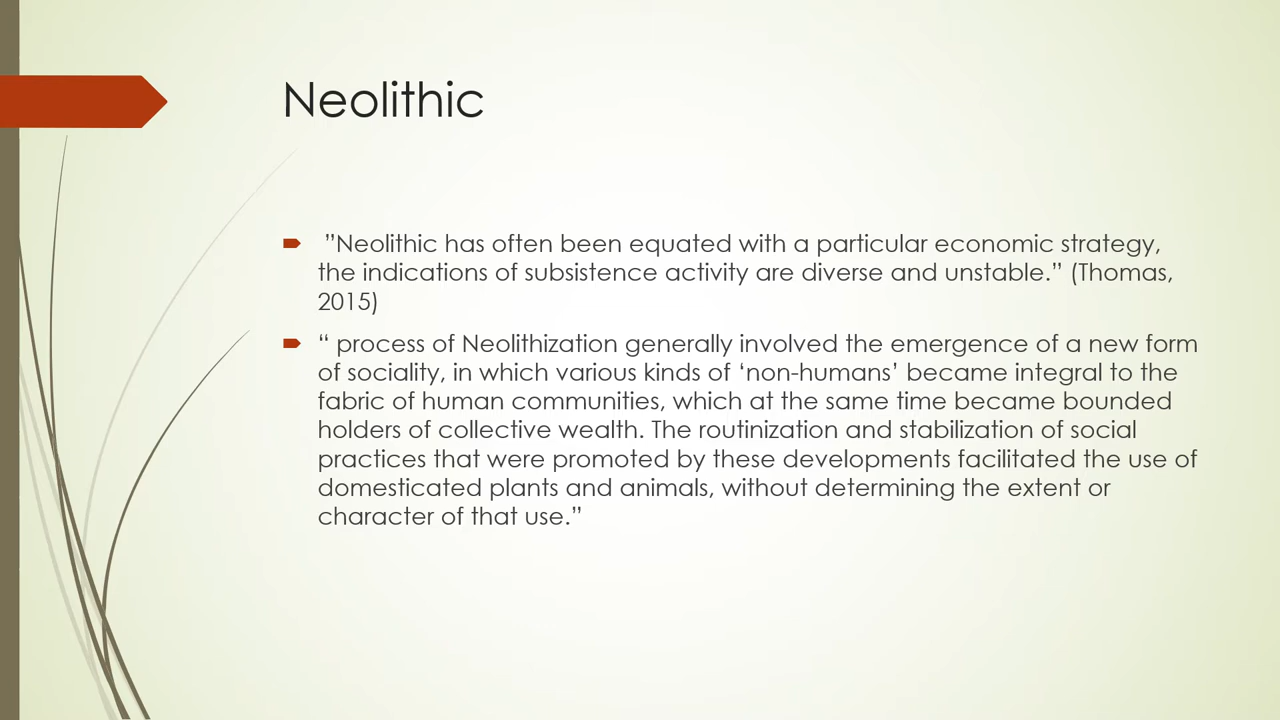 Neolithic
”Neolithic has often been equated with a particular economic strategy,
the indications of subsistence activity are diverse and unstable.” (Thomas,
2015)
“ process of Neolithization generally involved the emergence of a new form
of sociality, in which various kinds of ‘non-humans’ became integral to the
fabric of human communities, which at the same time became bounded
holders of collective wealth. The routinization and stabilization of social
practices that were promoted by these developments facilitated the use of
domesticated plants and animals, without determining the extent or
character of that use.”